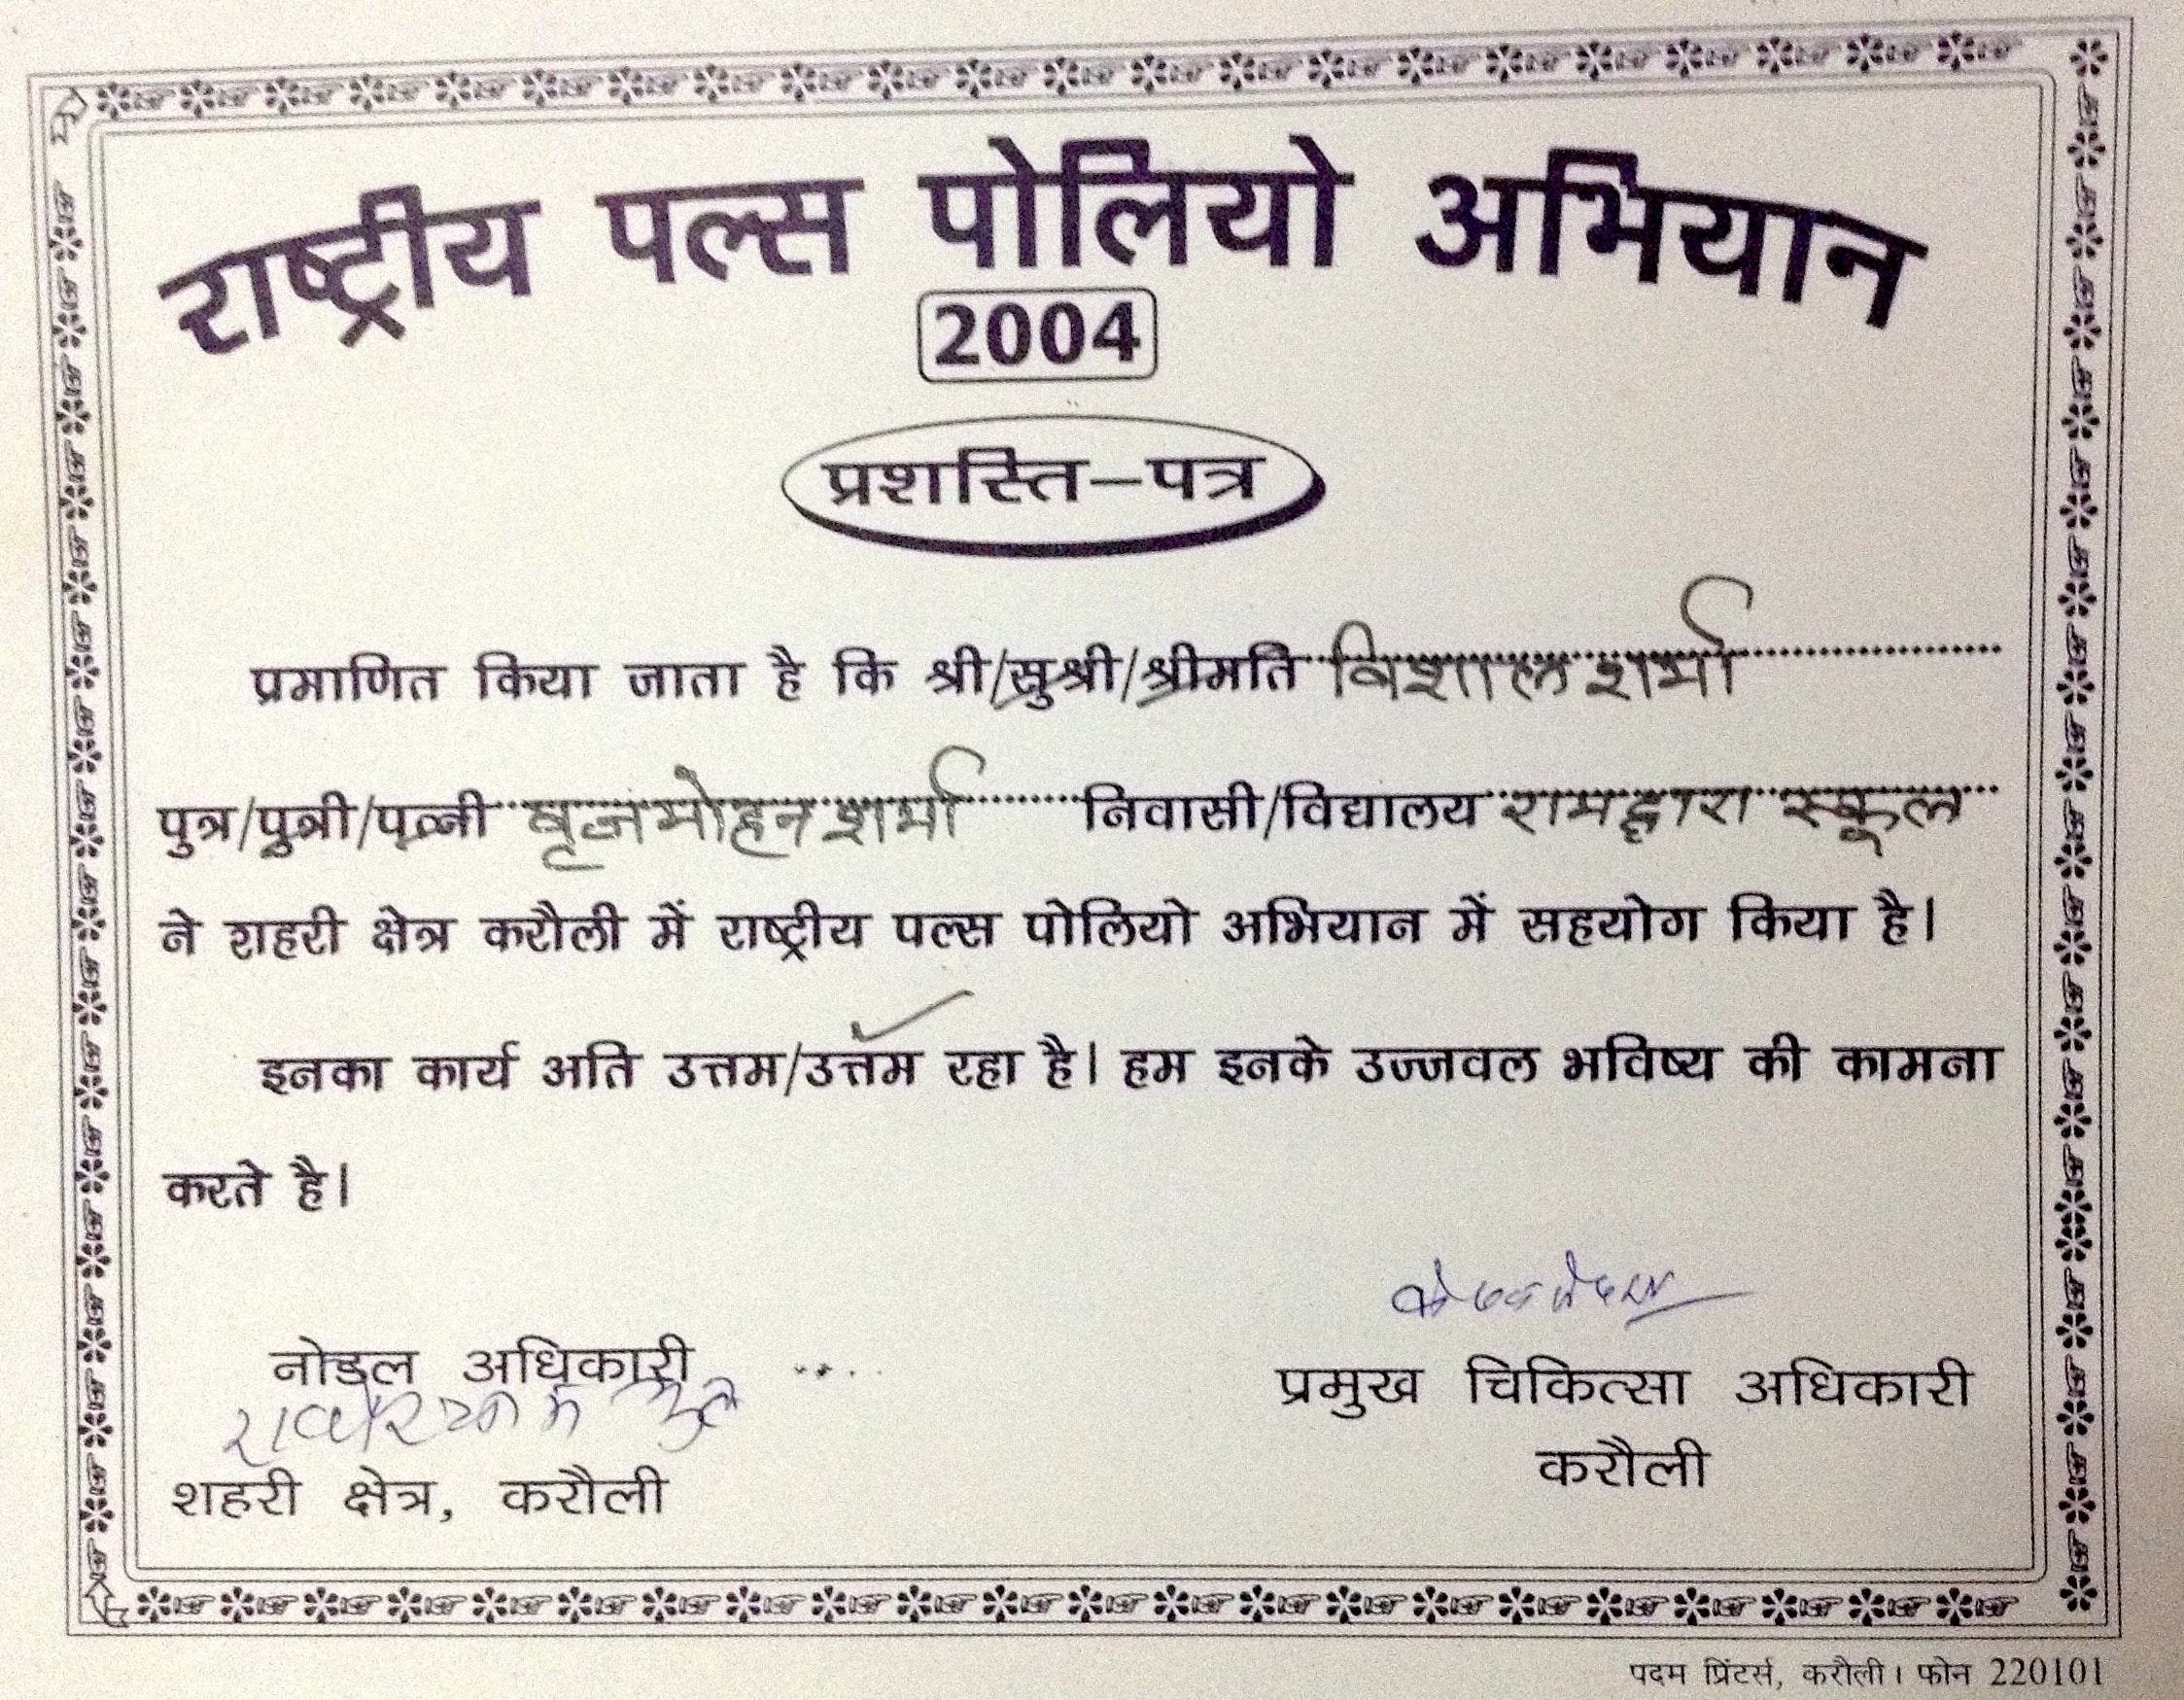 राष्ट्रीय पल्स पोलियो अभियान
2004
प्रशस्ति-पत्र
प्रमाणित किया जाता है कि श्री/सुश्री/श्रीमति विशाल शर्मा
पुत्र/पुत्री/पत्नी बृजमोहन शर्मा निवासी/विद्यालय रामद्वारा स्कूल
ने शहरी क्षेत्र करौली में राष्ट्रीय पल्स पोलियो अभियान में सहयोग किया है।
इनका कार्य अति उत्तम/उत्तम रहा है। हम इनके उज्जवल भविष्य की कामना
करते है।
नोडल अधिकारी
शहरी क्षेत्र, करौली
प्रमुख चिकित्सा अधिकारी
करौली
पदम प्रिंटर्स, करौली। फोन 220101